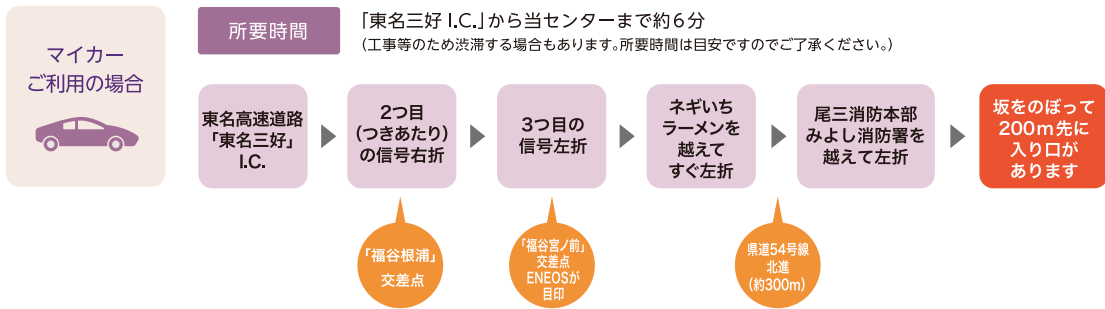 マイカー
ご利用の場合
所要時間
「東名三好 I.C.」から当センターまで約6分
（工事等のため渋滞する場合もあります。所要時間は目安ですのでご了承ください。）
東名高速道路
「東名三好」
I.C.
2つ目
（つきあたり）
の信号右折
3つ目の
信号左折
ネギいち
ラーメンを
越えて
すぐ左折
尾三消防本部
みよし消防署を
越えて左折
坂をのぼって
200m先に
入り口が
あります
「福谷根浦」
交差点
「福谷宮ノ前」
交差点
ENEOSが
目印
県道54号線
北進
（約300m）